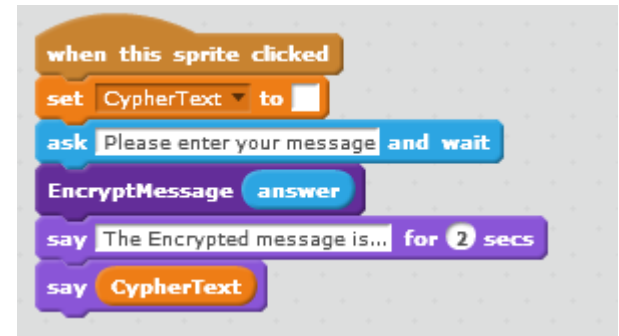 when this sprite clicked
set CypherText to
ask Please enter your message and wait
EncryptMessage answer
say The Encrypted message is... for 2 secs
say CypherText